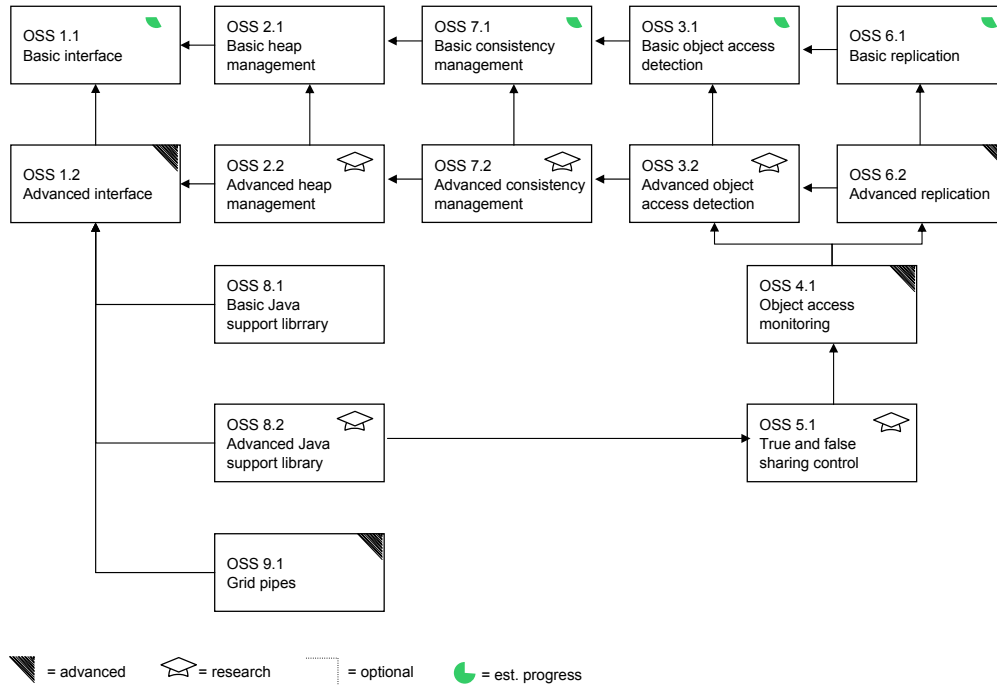 OSS 1.1
Basic interface
OSS 2.1
Basic heap
management
OSS 7.1
Basic consistency
management
OSS 3.1
Basic object access
detection
OSS 6.1
Basic replication
OSS 1.2
Advanced interface
OSS 2.2
Advanced heap
management
OSS 7.2
Advanced consistency
management
OSS 3.2
Advanced object
access detection
OSS 6.2
Advanced replication
OSS 8.1
Basic Java
support librrary
OSS 4.1
Object access
monitoring
OSS 8.2
Advanced Java
support library
OSS 5.1
True and false
sharing control
OSS 9.1
Grid pipes
= advanced
= research
= optional
= est. progress